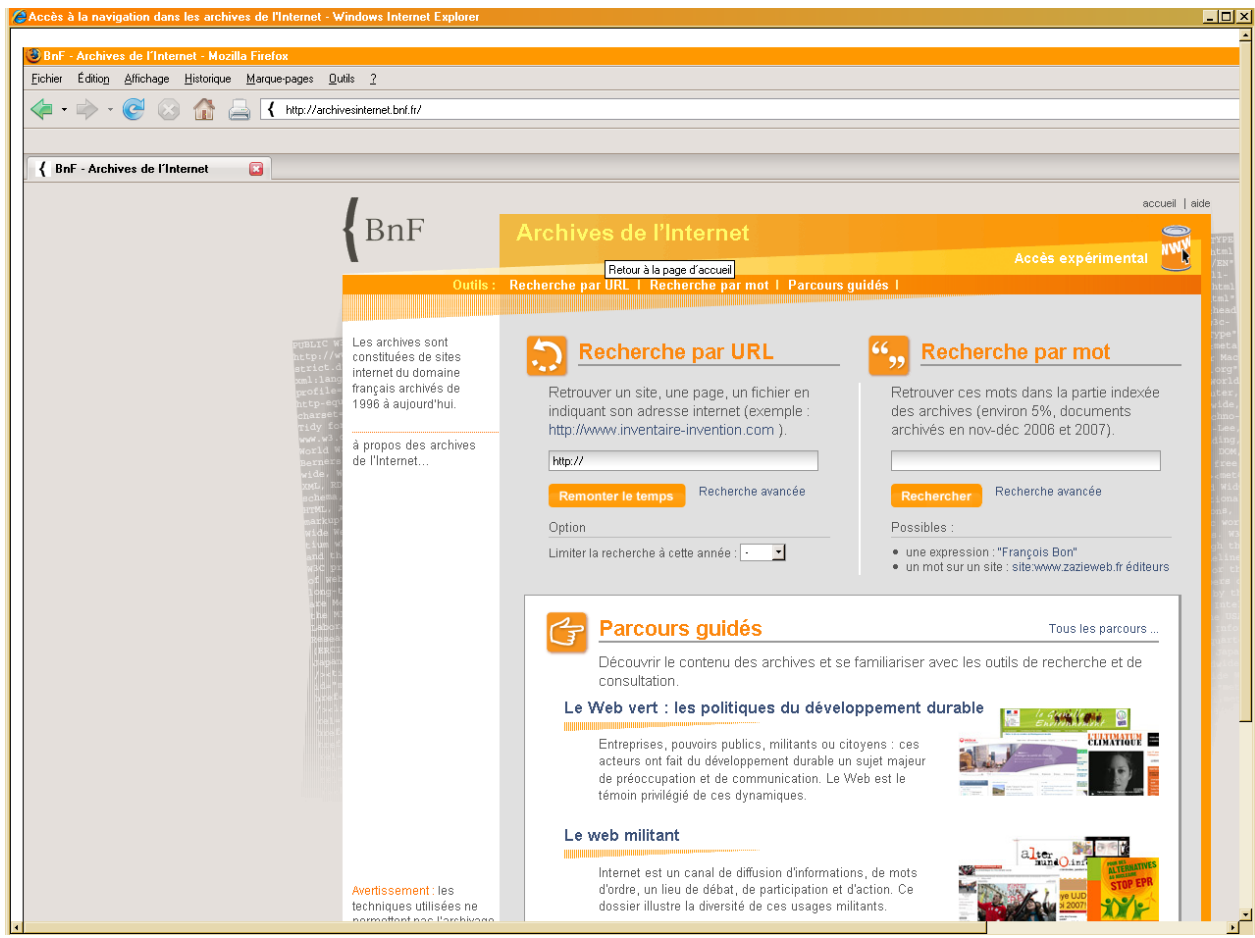 Accès à la navigation dans les archives de l'Internet - Windows Internet Explorer
BnF - Archives de l'Internet - Mozilla Firefox
Fichier Édition Affichage Historique Marque-pages Outils ?
http://archivesinternet.bnf.fr/
BnF - Archives de l'Internet
accueil | aide
BnF
Archives de l'Internet
WWW
Accès expérimental
Retour à la page d'accueil
Outils : Recherche par URL | Recherche par mot | Parcours guidés |
Les archives sont
constituées de sites
internet du domaine
français archivés de
1996 à aujourd'hui.
à propos des archives
de l'Internet...
Recherche par URL
Retrouver un site, une page, un fichier en
indiquant son adresse internet (exemple :
http://www.inventaire-invention.com ).
http://
Remonter le temps Recherche avancée
Option
Limiter la recherche à cette année : -
Recherche par mot
Retrouver ces mots dans la partie indexée
des archives (environ 5%, documents
archivés en nov-déc 2006 et 2007).
Rechercher Recherche avancée
Possibles :
• une expression : "François Bon"
• un mot sur un site : site:www.zazieweb.fr éditeurs
Parcours guidés
Tous les parcours ...
Découvrir le contenu des archives et se familiariser avec les outils de recherche et de
consultation.
Le Web vert : les politiques du développement durable
Entreprises, pouvoirs publics, militants ou citoyens : ces
acteurs ont fait du développement durable un sujet majeur
de préoccupation et de communication. Le Web est le
témoin privilégié de ces dynamiques.
L'ULTIMATUM
CLIMATIQUE
Le web militant
Internet est un canal de diffusion d'informations, de mots
d'ordre, un lieu de débat, de participation et d'action. Ce
dossier illustre la diversité de ces usages militants.
ALTERNATIVES
STOP EPR
Avertissement : les
techniques utilisées ne
permettent pas l'archivage